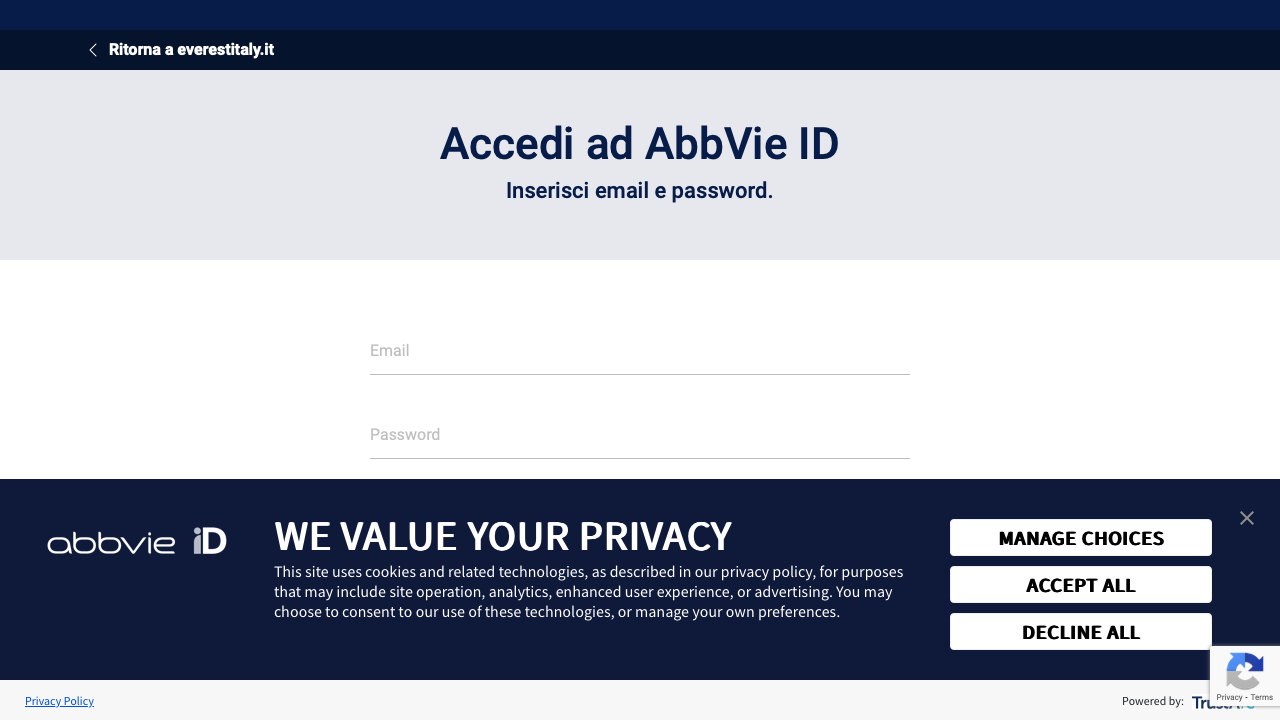 Ritorna a everestitaly.it
Accedi ad AbbVie ID
Inserisci email e password.
Email
Password
abbvie iD
WE VALUE YOUR PRIVACY
This site uses cookies and related technologies, as described in our privacy policy, for purposes
that may include site operation, analytics, enhanced user experience, or advertising. You may
choose to consent to our use of these technologies, or manage your own preferences.
MANAGE CHOICES
ACCEPT ALL
DECLINE ALL
Privacy Policy
Powered by:
Privacy - Terms